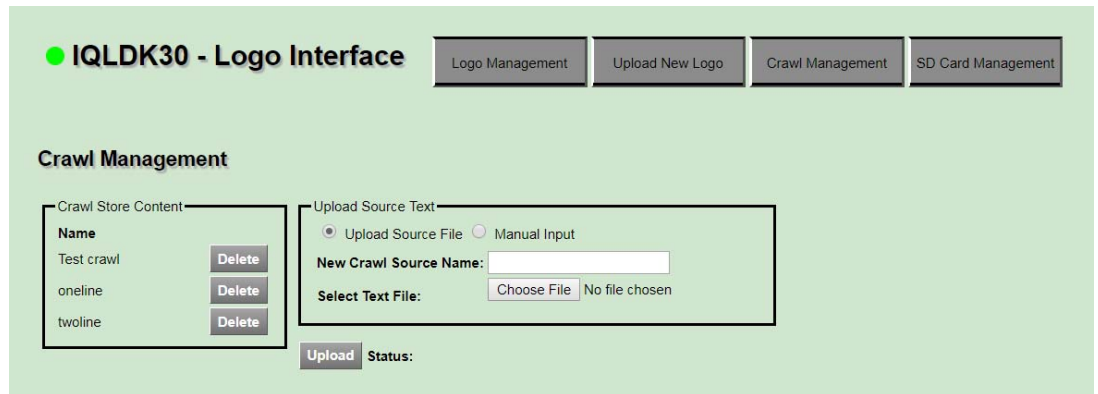 IQLDK30 - Logo Interface
Logo Management
Upload New Logo
Crawl Management
SD Card Management
Crawl Management
Crawl Store Content
Name
Test crawl Delete
oneline Delete
twoline Delete
Upload Source Text
Upload Source File Manual Input
New Crawl Source Name:
Select Text File: Choose File No file chosen
Upload Status: